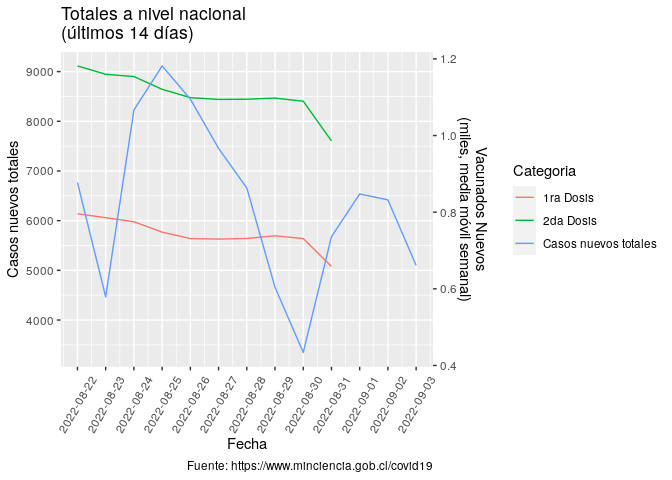 Totales a nivel nacional
(últimos 14 días)
Casos nuevos totales
9000
8000
7000
6000
5000
4000
1.2
1.0
0.8
0.6
0.4
Vacunados Nuevos
(miles, media móvil semanal)
2022-08-22
2022-08-23
2022-08-24
2022-08-25
2022-08-26
2022-08-27
2022-08-28
2022-08-29
2022-08-30
2022-08-31
2022-09-01
2022-09-02
2022-09-03
Fecha
Categoria
1ra Dosis
2da Dosis
Casos nuevos totales
Fuente: https://www.minciencia.gob.cl/covid19